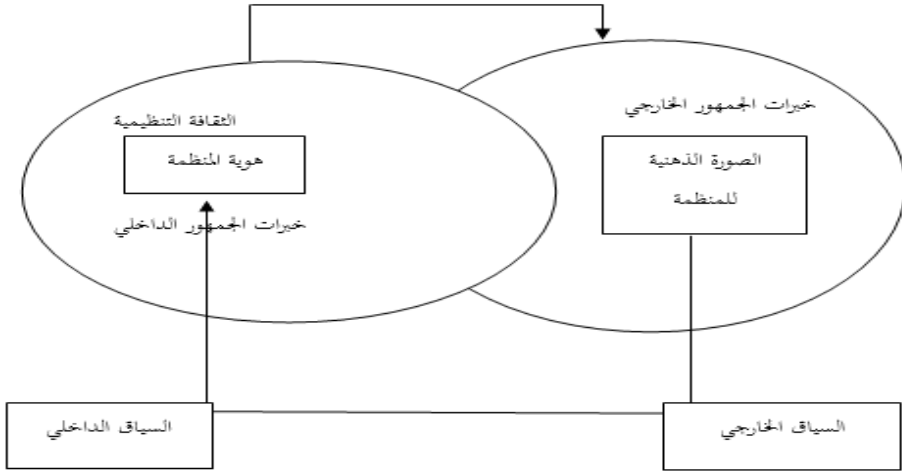 خبرات الجمهور الخارجي
الثقافة التنظيمية
هوية المنظمة
الصورة الذهنية
للمنظمة
خبرات الجمهور الداخلي
السياق الخارجي
السياق الداخلي